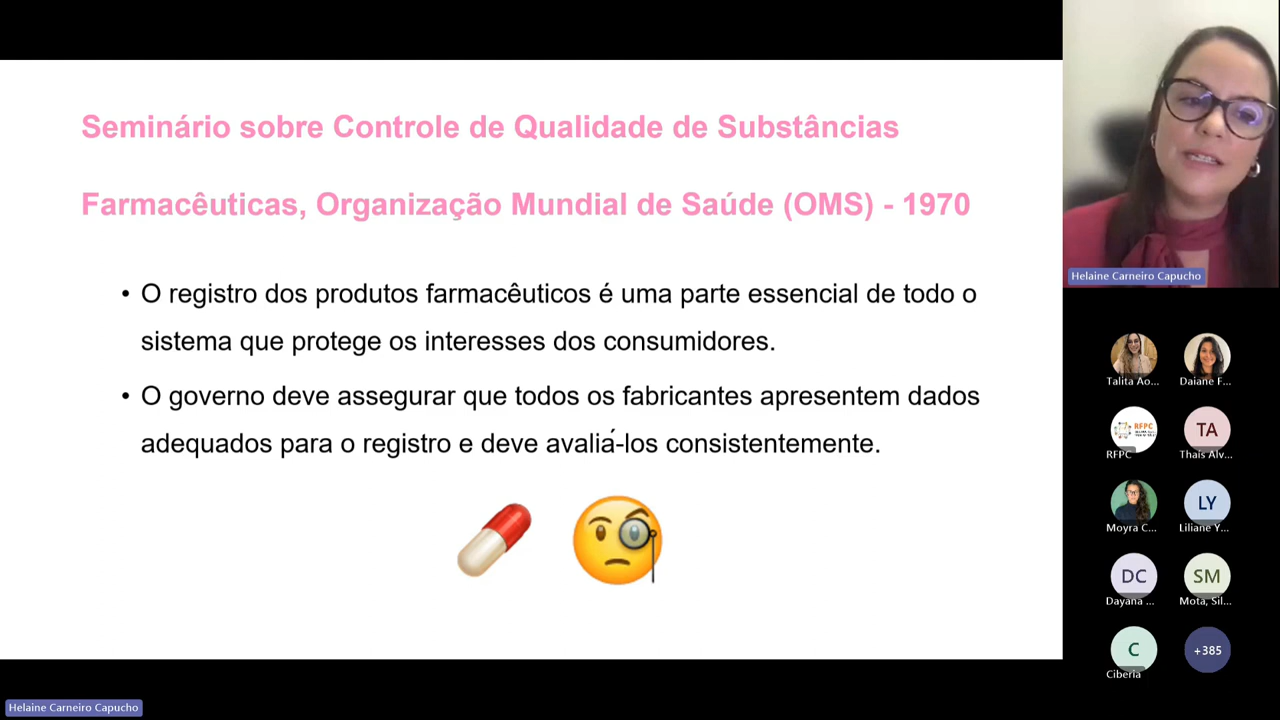 Seminário sobre Controle de Qualidade de Substâncias
Farmacêuticas, Organização Mundial de Saúde (OMS) - 1970
• O registro dos produtos farmacêuticos é uma parte essencial de todo o
sistema que protege os interesses dos consumidores.
• O governo deve assegurar que todos os fabricantes apresentem dados
adequados para o registro e deve avaliá-los consistentemente.
Helaine Carneiro Capucho
Talita Ao...
Daiane F...
RFPC
RFPC
TA
Thaís Alv...
Moyra C...
LY
Liliane Y...
DC
Dayana ...
SM
Mota, Sil...
C
Ciberia
+385
Helaine Carneiro Capucho